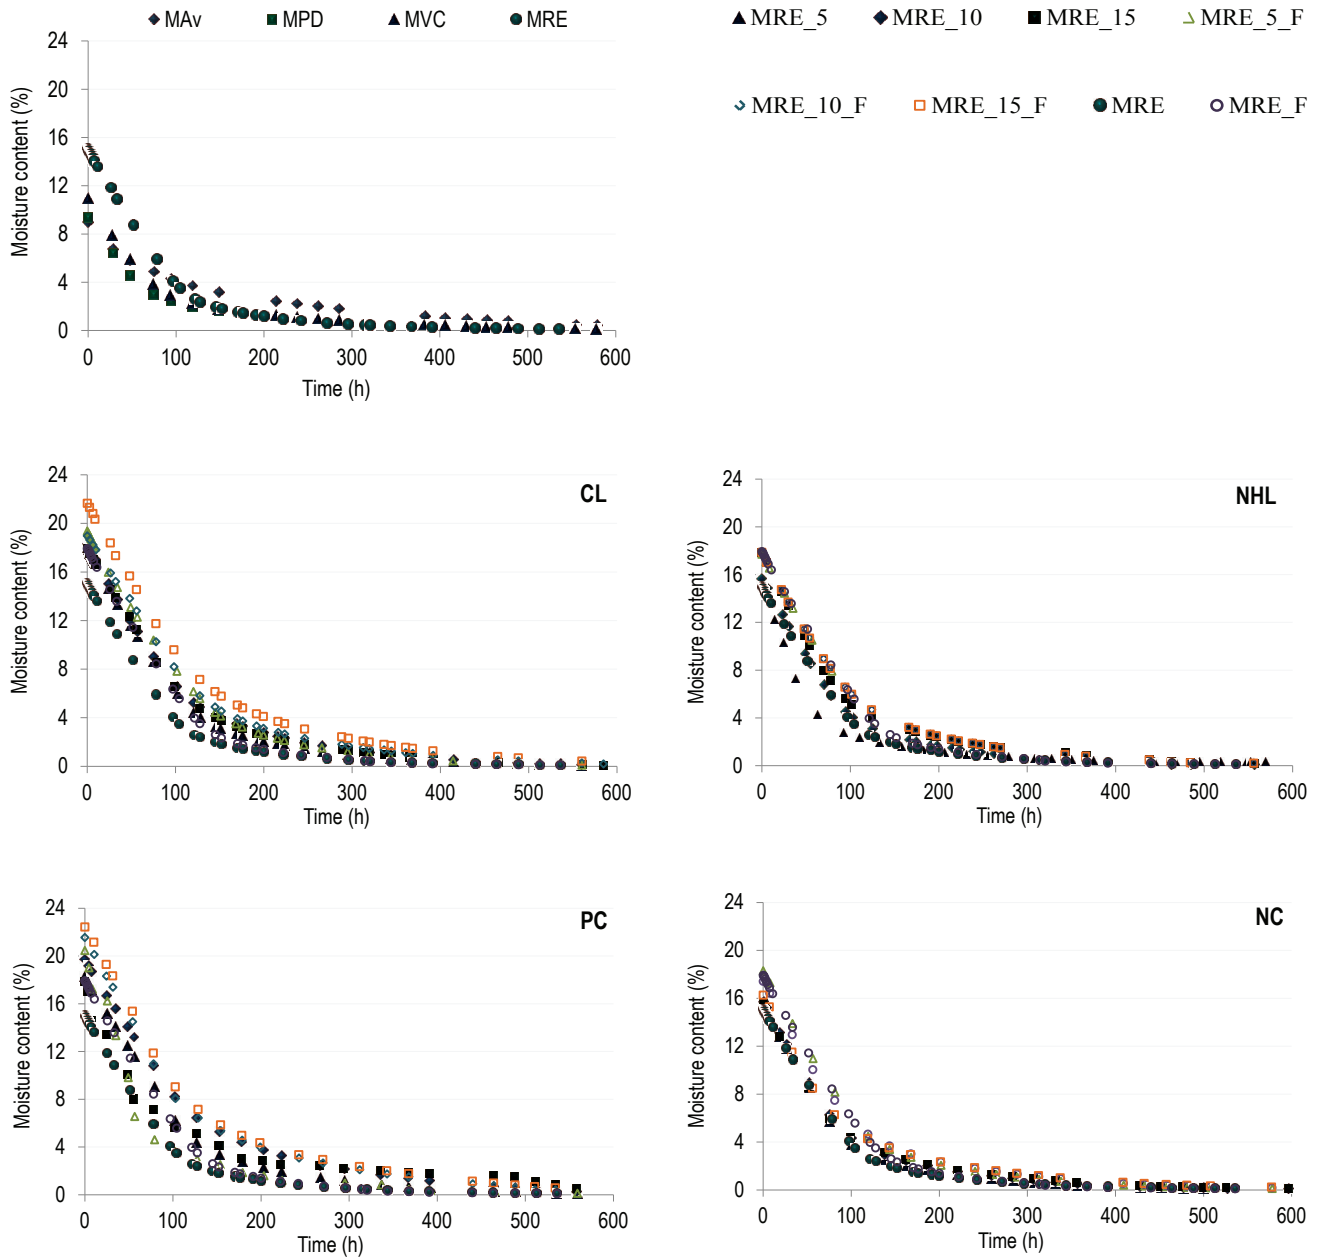 MAv MPD MVC MRE
24
20
16
12
8
4
0
Moisture content (%)
0 100 200 300 400 500 600
Time (h)
MRE_5 MRE_10 MRE_15 MRE_5_F
MRE_10_F MRE_15_F MRE MRE_F
CL
24
20
16
12
8
4
0
Moisture content (%)
0 100 200 300 400 500 600
Time (h)
NHL
24
20
16
12
8
4
0
Moisture content (%)
0 100 200 300 400 500 600
Time (h)
PC
24
20
16
12
8
4
0
Moisture content (%)
0 100 200 300 400 500 600
Time (h)
NC
24
20
16
12
8
4
0
Moisture content (%)
0 100 200 300 400 500 600
Time (h)